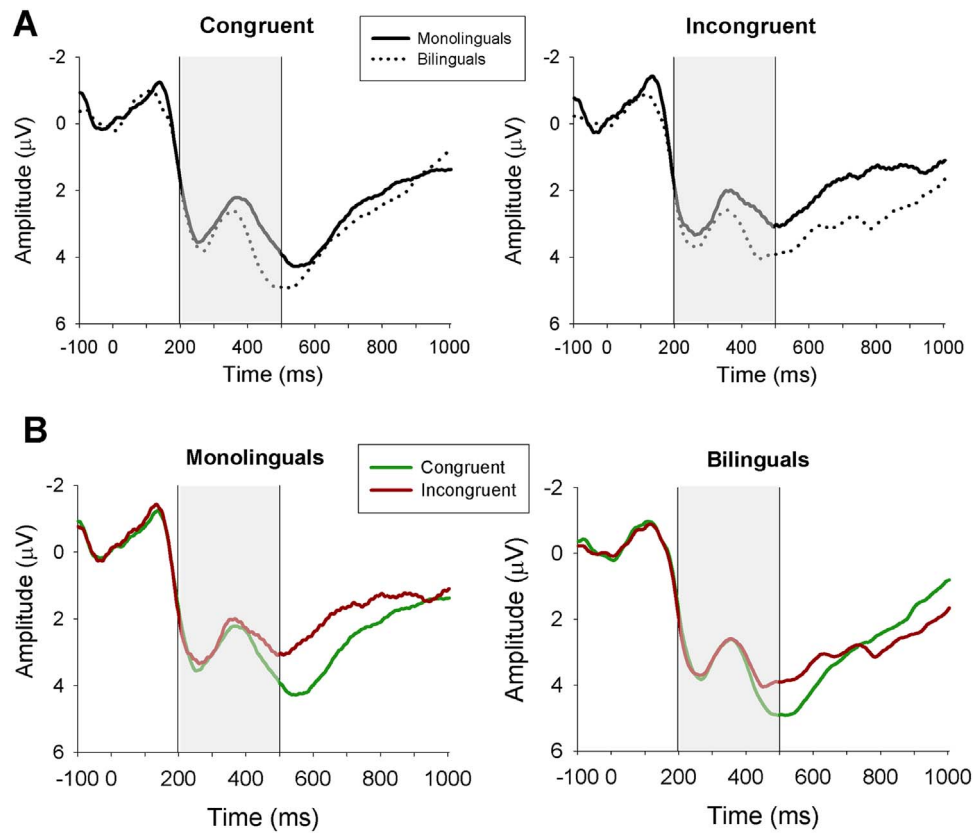 A
Congruent
Monolinguals
Bilinguals
Incongruent
-2
0
2
4
6
Amplitude (μV)
-100 0 200 400 600 800 1000
Time (ms)
-2
0
2
4
6
Amplitude (μV)
-100 0 200 400 600 800 1000
Time (ms)
B
Monolinguals
Congruent
Incongruent
Bilinguals
-2
0
2
4
6
Amplitude (μV)
-100 0 200 400 600 800 1000
Time (ms)
-2
0
2
4
6
Amplitude (μV)
-100 0 200 400 600 800 1000
Time (ms)